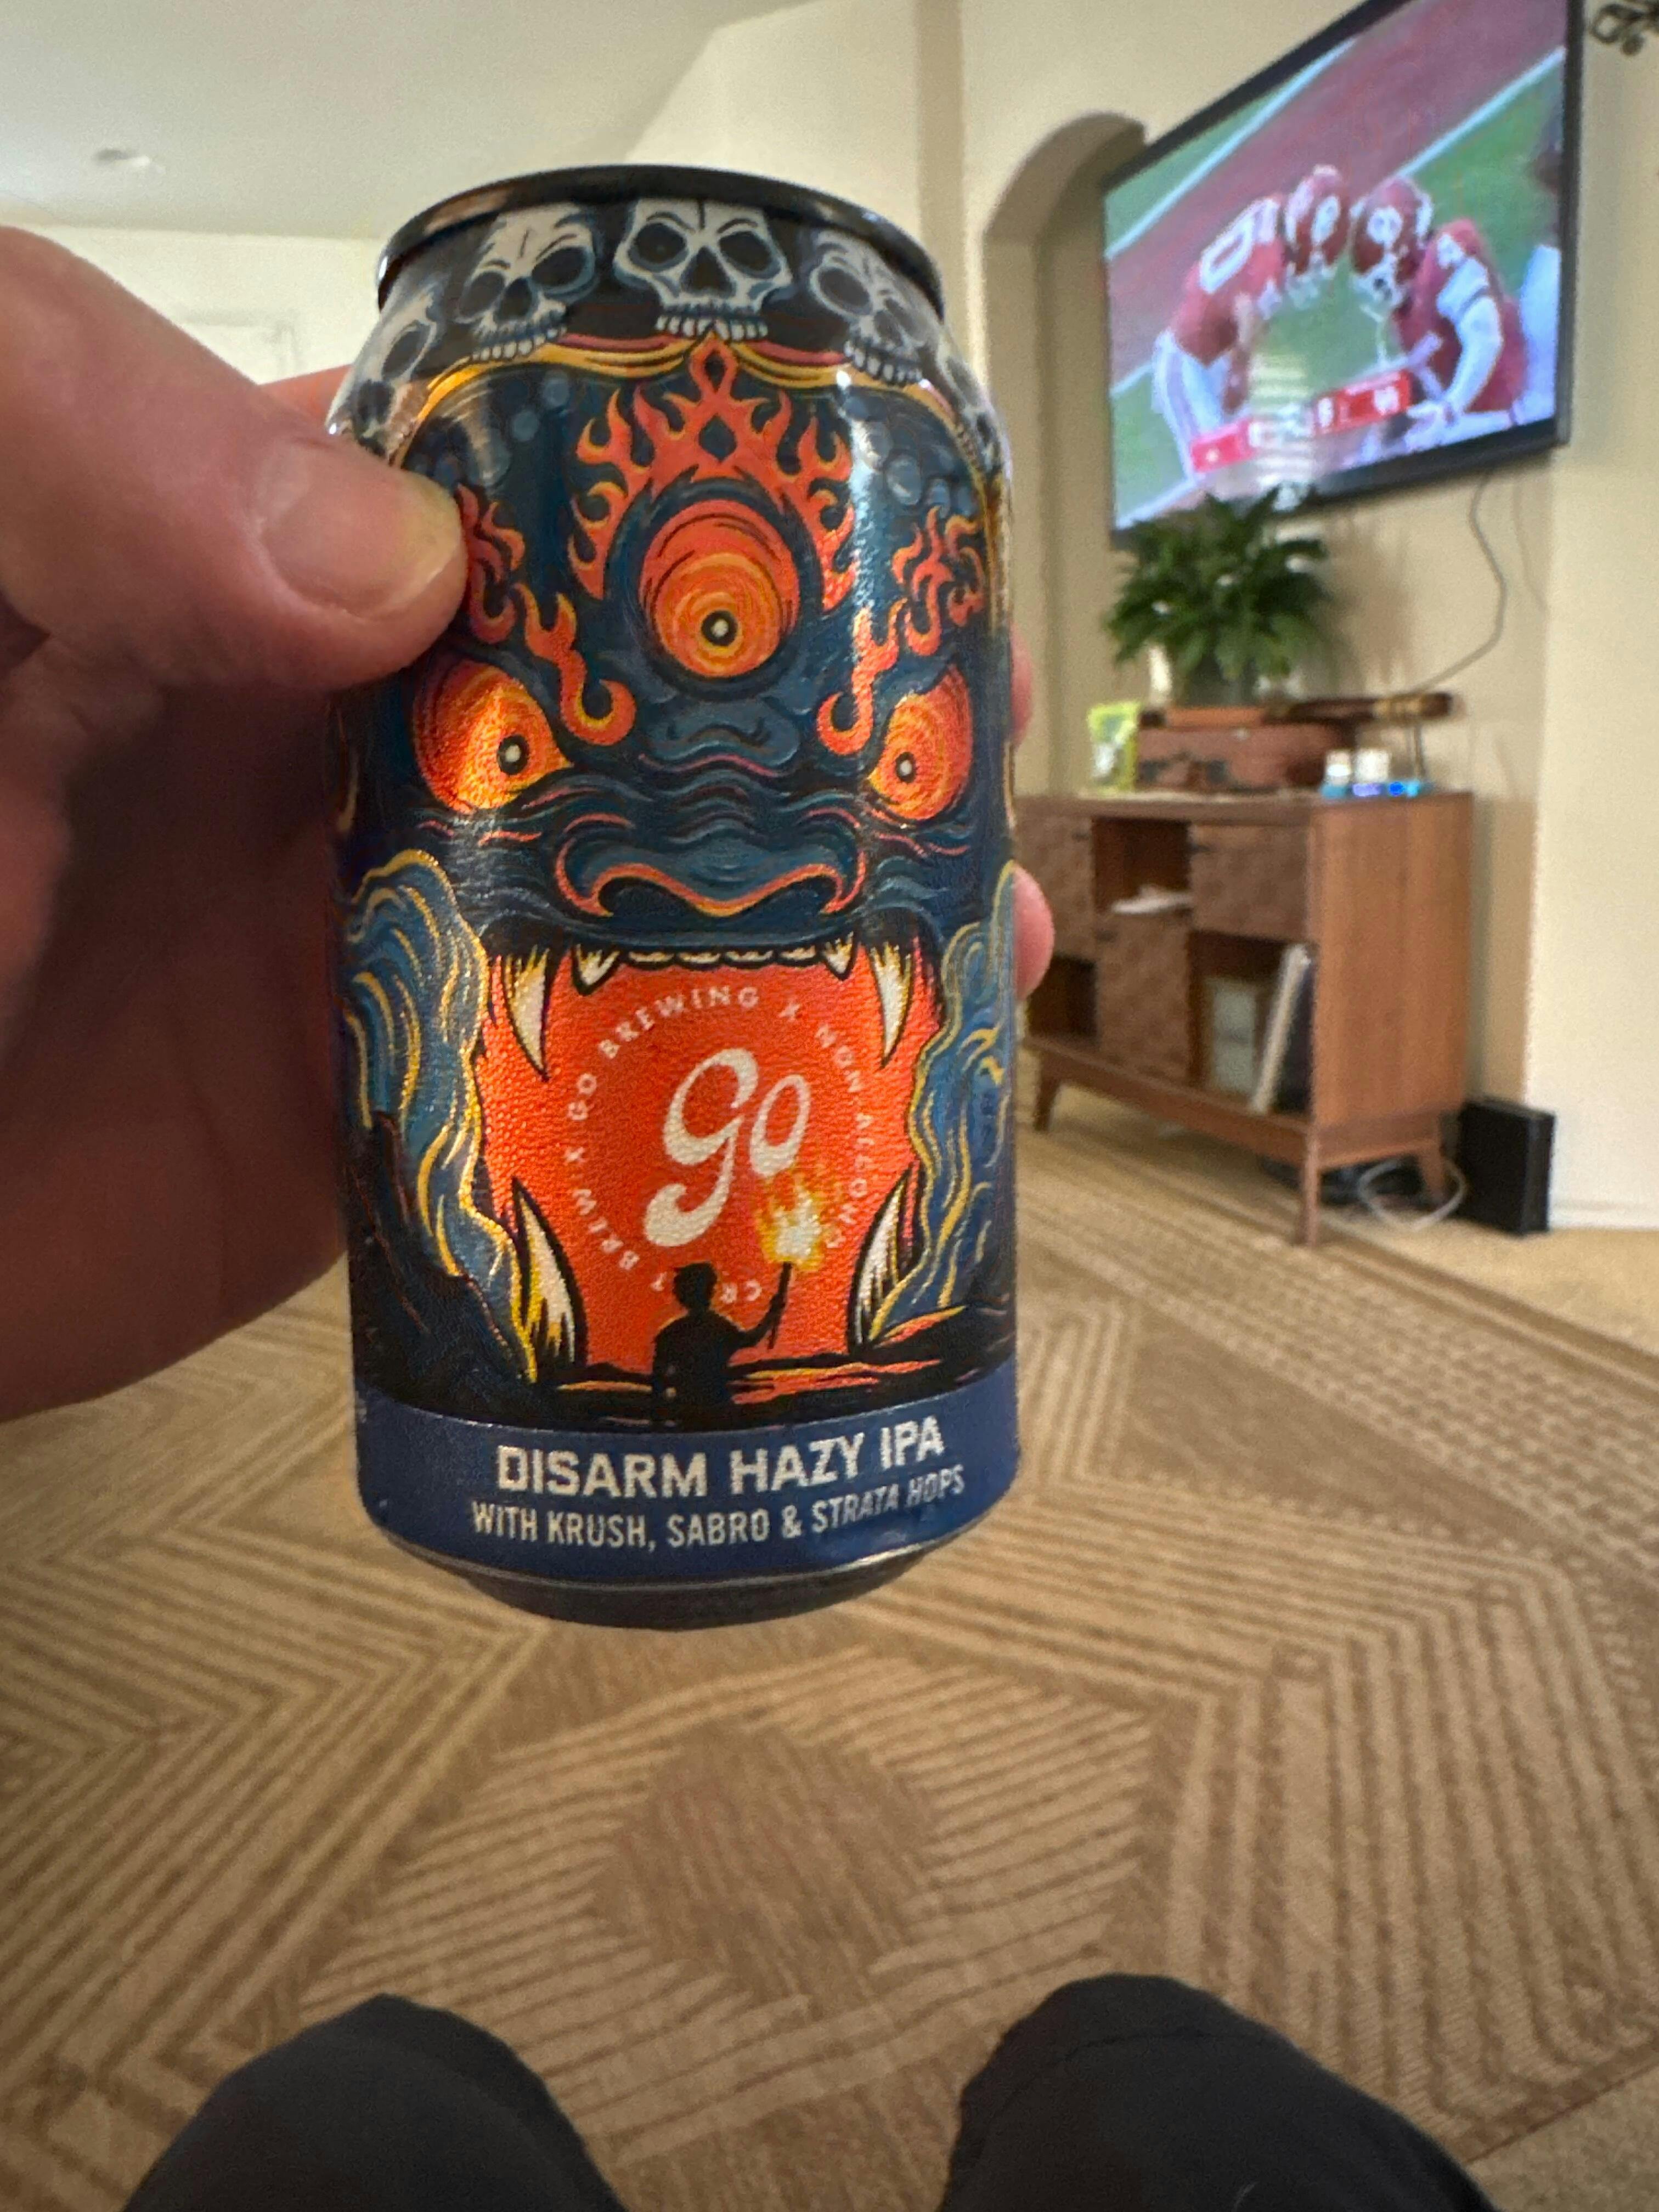 GO BREWING X NON ALCOHOLIC CRAFT BREW X
go
DISARM HAZY IPA
WITH KRUSH, SABRO & STRATA HOPS